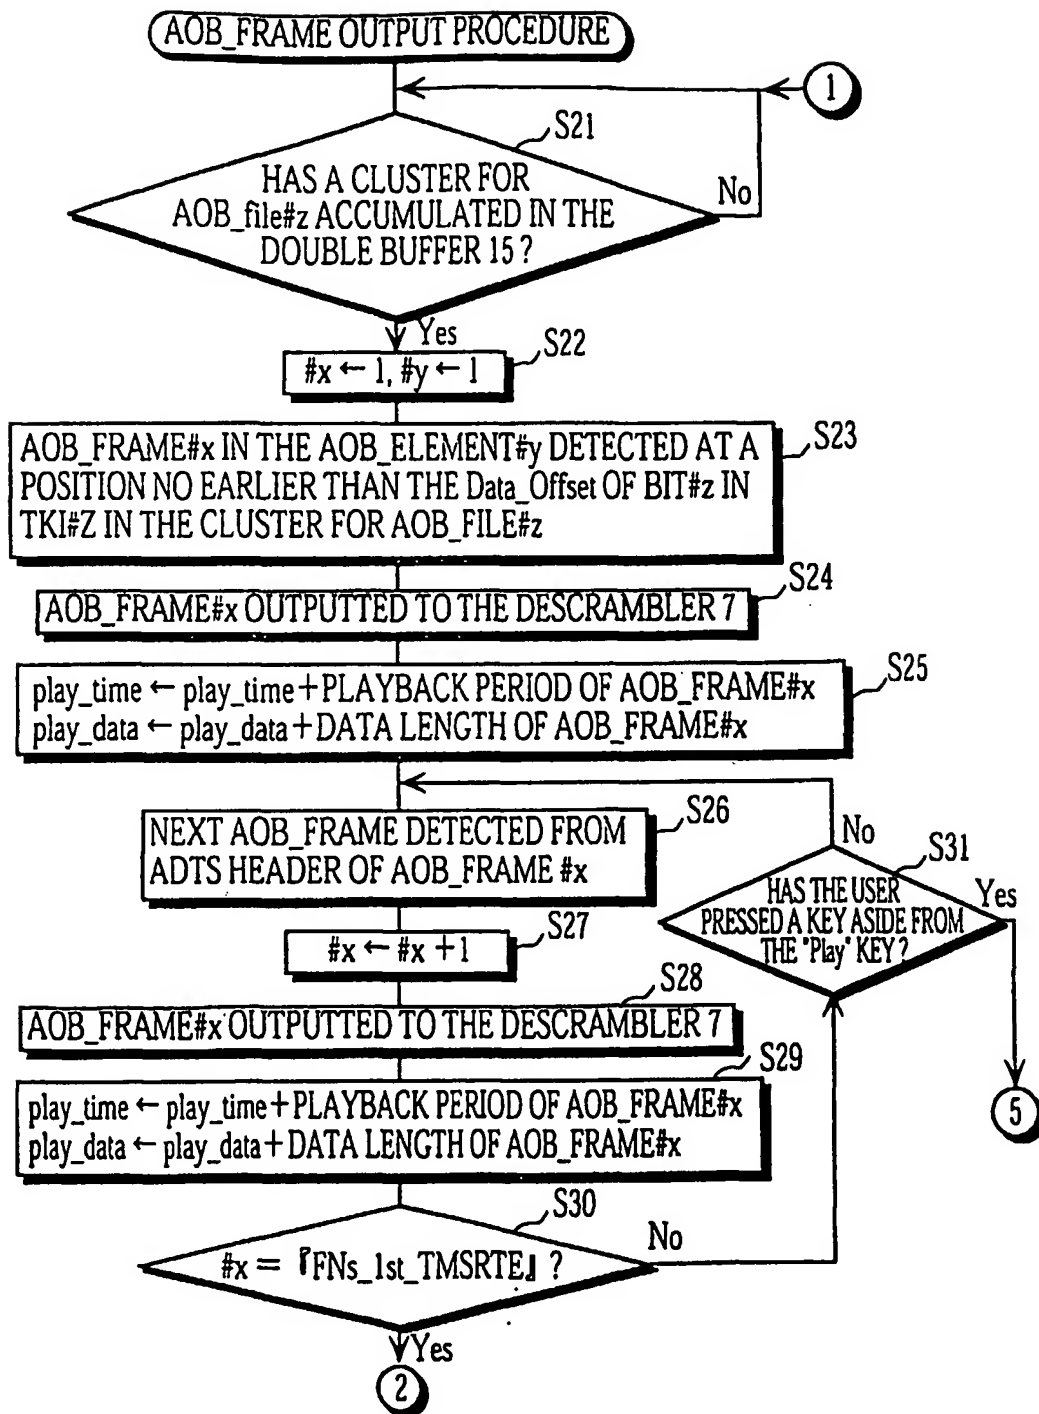 AOB_FRAME OUTPUT PROCEDURE
1
S21
HAS A CLUSTER FOR
AOB_file#z ACCUMULATED IN THE
DOUBLE BUFFER 15 ?
No
Yes
S22
#x ← 1, #y ← 1
S23
AOB_FRAME#x IN THE AOB_ELEMENT#y DETECTED AT A
POSITION NO EARLIER THAN THE Data_Offset OF BIT#z IN
TKI#Z IN THE CLUSTER FOR AOB_FILE#z
S24
AOB_FRAME#x OUTPUTTED TO THE DESCRAMBLER 7
S25
play_time ← play_time+PLAYBACK PERIOD OF AOB_FRAME#x
play_data ← play_data+DATA LENGTH OF AOB_FRAME#x
S26
NEXT AOB_FRAME DETECTED FROM
ADTS HEADER OF AOB_FRAME #x
No
S31
HAS THE USER
PRESSED A KEY ASIDE FROM
THE "Play" KEY ?
Yes
S27
#x ← #x +1
S28
AOB_FRAME#x OUTPUTTED TO THE DESCRAMBLER 7
S29
play_time ← play_time+PLAYBACK PERIOD OF AOB_FRAME#x
play_data ← play_data+DATA LENGTH OF AOB_FRAME#x
5
S30
#x = 『FNs_1st_TMSRTE』 ?
No
Yes
2